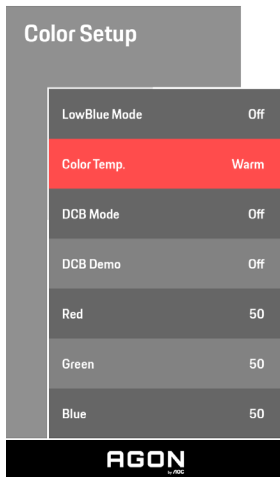 Color Setup
LowBlue Mode Off
Color Temp. Warm
DCB Mode Off
DCB Demo Off
Red 50
Green 50
Blue 50
AGON
by AOC